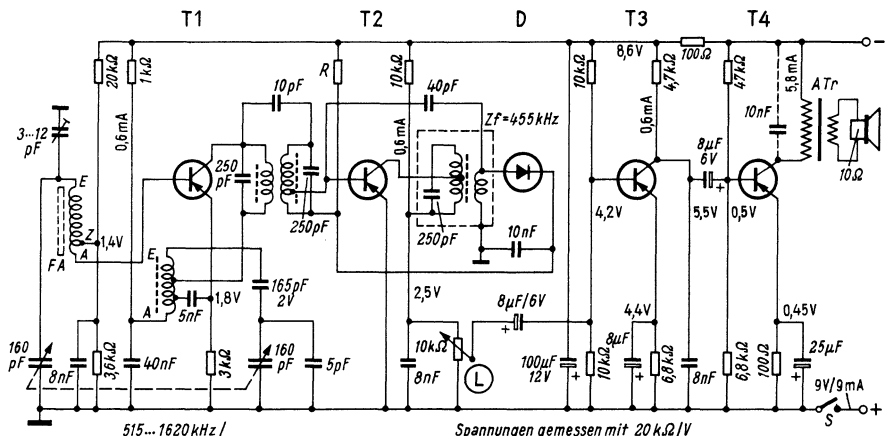 T1
T2
D
T3
T4
20kΩ
1kΩ
R
10kΩ
10kΩ
8,6V
4,7kΩ
100Ω
47kΩ
5,8mA
ATr
−
10pF
40pF
3...12
pF
0,6mA
0,6mA
Zf=455kHz
0,6mA
8µF
6V
+
10nF
10Ω
250
pF
250pF
250pF
E
Z
A
FA
1,4V
4,2V
5,5V
0,5V
10nF
E
A
5nF
1,8V
165pF
2V
2,5V
8µF/6V
+
4,4V
0,45V
160
pF
8nF
3,6kΩ
40nF
3kΩ
160
pF
5pF
10kΩ
L
8nF
100µF
12V
+
10kΩ
8µF
+
6,8kΩ
8nF
6,8kΩ
100Ω
25µF
+
9V/9mA
S
+
515...1620kHz/
Spannungen gemessen mit 20kΩ/V